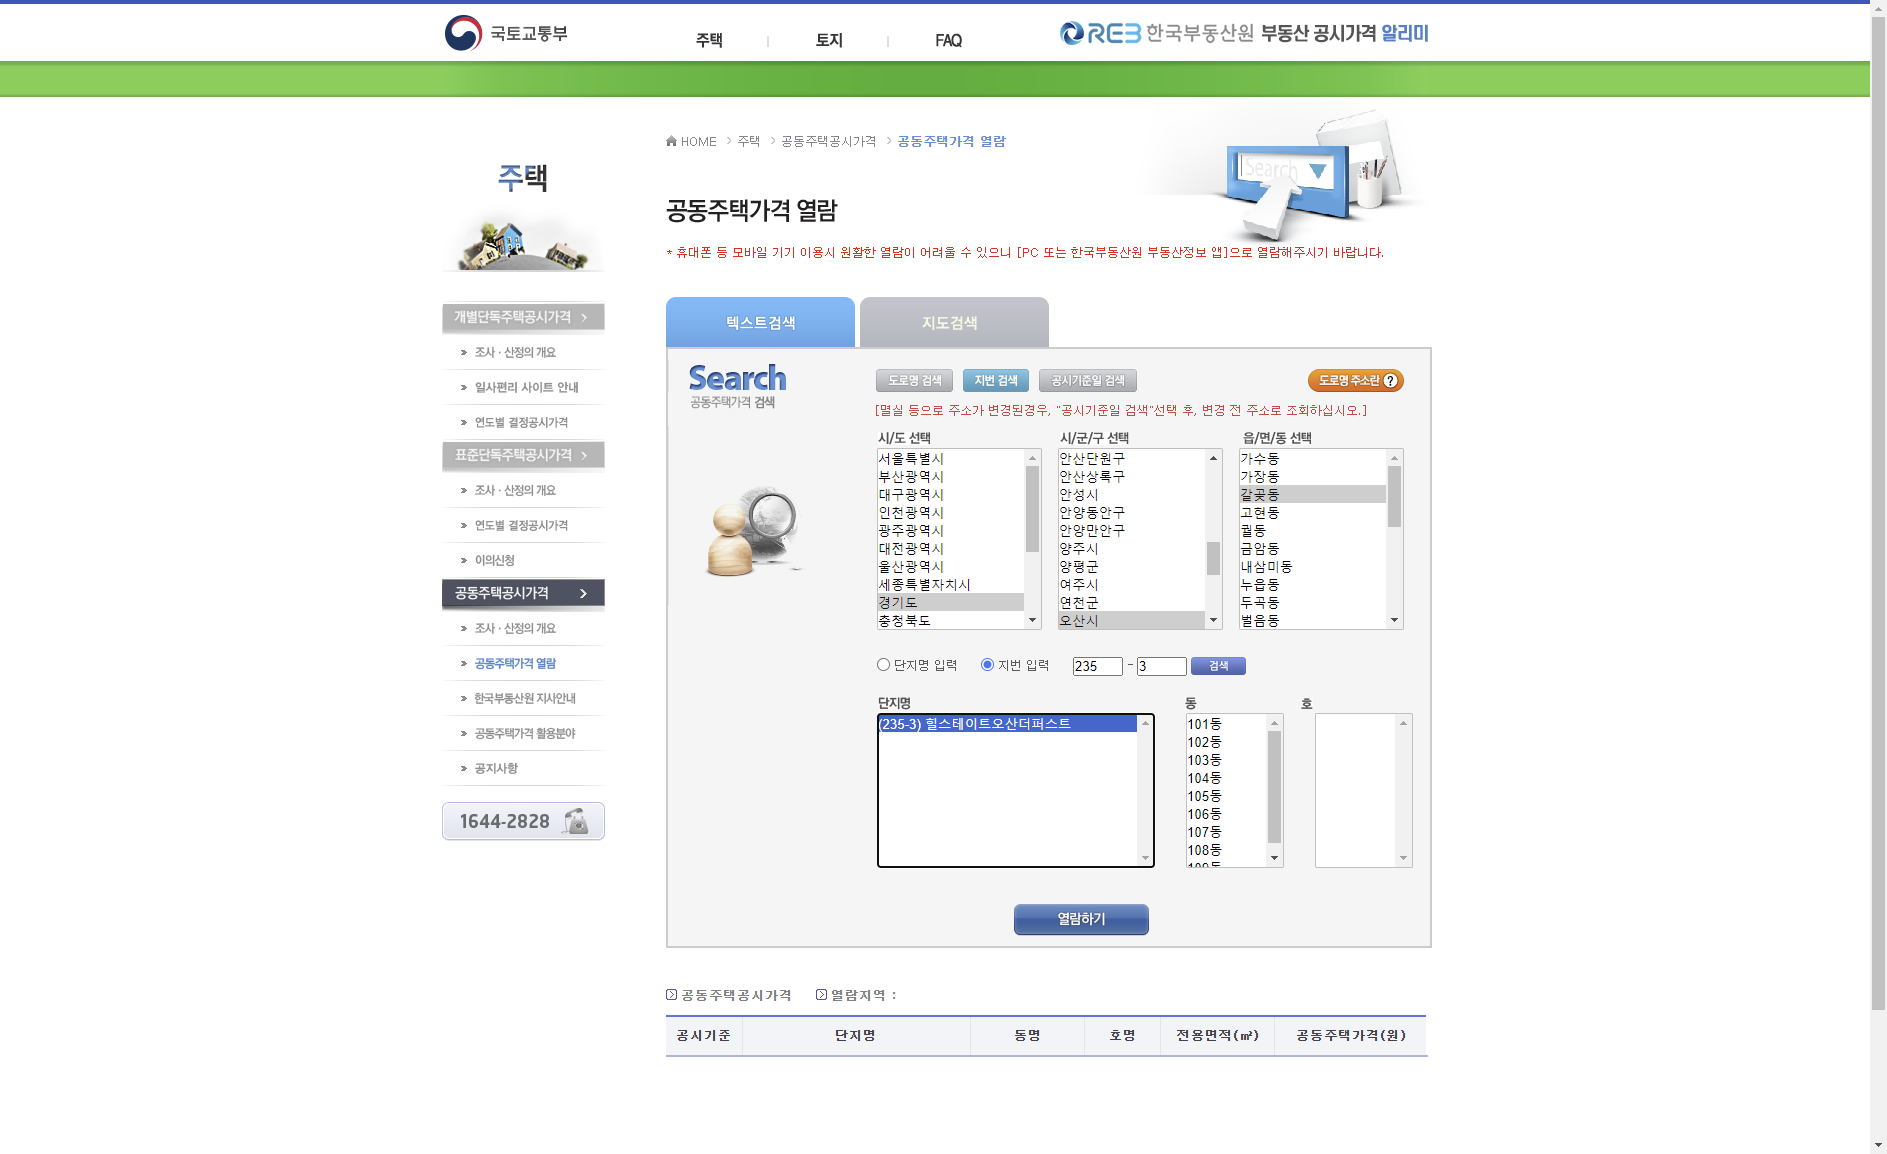 국토교통부
주택
토지
FAQ
REB 한국부동산원 부동산 공시가격 알리미
HOME > 주택 > 공동주택공시가격 > 공동주택가격 열람
Search
주택
공동주택가격 열람
* 휴대폰 등 모바일 기기 이용시 원활한 열람이 어려울 수 있으니 [PC 또는 한국부동산원 부동산정보 앱]으로 열람해주시기 바랍니다.
개별단독주택공시가격 >
조사 · 산정의 개요
일사편리 사이트 안내
연도별 결정공시가격
표준단독주택공시가격 >
조사 · 산정의 개요
연도별 결정공시가격
이의신청
공동주택공시가격 >
조사 · 산정의 개요
공동주택가격 열람
한국부동산원 지사안내
공동주택가격 활용분야
공지사항
1644-2828
텍스트검색
지도검색
Search
공동주택가격 검색
도로명 검색
지번 검색
공시기준일 검색
도로명 주소란 ?
[멸실 등으로 주소가 변경된경우, "공시기준일 검색"선택 후, 변경 전 주소로 조회하십시오.]
시/도 선택
서울특별시
부산광역시
대구광역시
인천광역시
광주광역시
대전광역시
울산광역시
세종특별자치시
경기도
충청북도
시/군/구 선택
안산단원구
안산상록구
안성시
안양동안구
안양만안구
양주시
양평군
여주시
연천군
오산시
읍/면/동 선택
가수동
가장동
갈곶동
고현동
궐동
금암동
내삼미동
누읍동
두곡동
벌음동
단지명 입력
지번 입력
235 - 3
검색
단지명
(235-3) 힐스테이트오산더퍼스트
동
101동
102동
103동
104동
105동
106동
107동
108동
109동
호
열람하기
공동주택공시가격
열람지역 :
공시기준
단지명
동명
호명
전용면적(㎡)
공동주택가격(원)